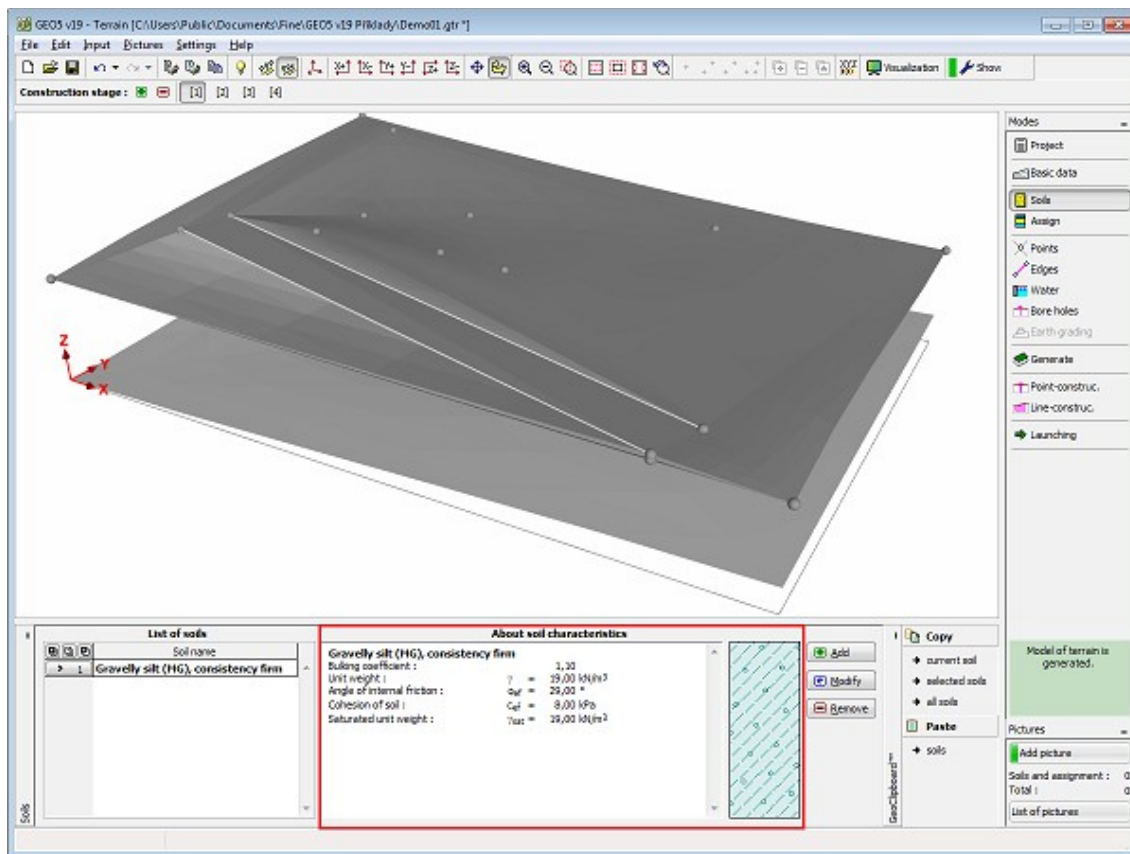 GEO5 v19 - Terrain [C:\Users\Public\Documents\Fine\GEO5 v19 Příklady\Demo01.gtr *]
File Edit Input Pictures Settings Help
Visualization Show
Construction stage : [1] [2] [3] [4]
Z
Y
X
Modes
Project
Basic data
Soils
Assign
Points
Edges
Water
Bore holes
Earth grading
Generate
Point-construc.
Line-construc.
Launching
Model of terrain is
generated.
Pictures
Add picture
Soils and assignment : 0
Total : 0
List of pictures
Soils
List of soils
Soil name
> 1 Gravelly silt (MG), consistency firm
About soil characteristics
Gravelly silt (MG), consistency firm
Bulking coefficient : 1,10
Unit weight : γ = 19,00 kN/m³
Angle of internal friction : φef = 29,00 °
Cohesion of soil : cef = 8,00 kPa
Saturated unit weight : γsat = 19,00 kN/m³
Add
Modify
Remove
GeoClipboard™
Copy
current soil
selected soils
all soils
Paste
soils